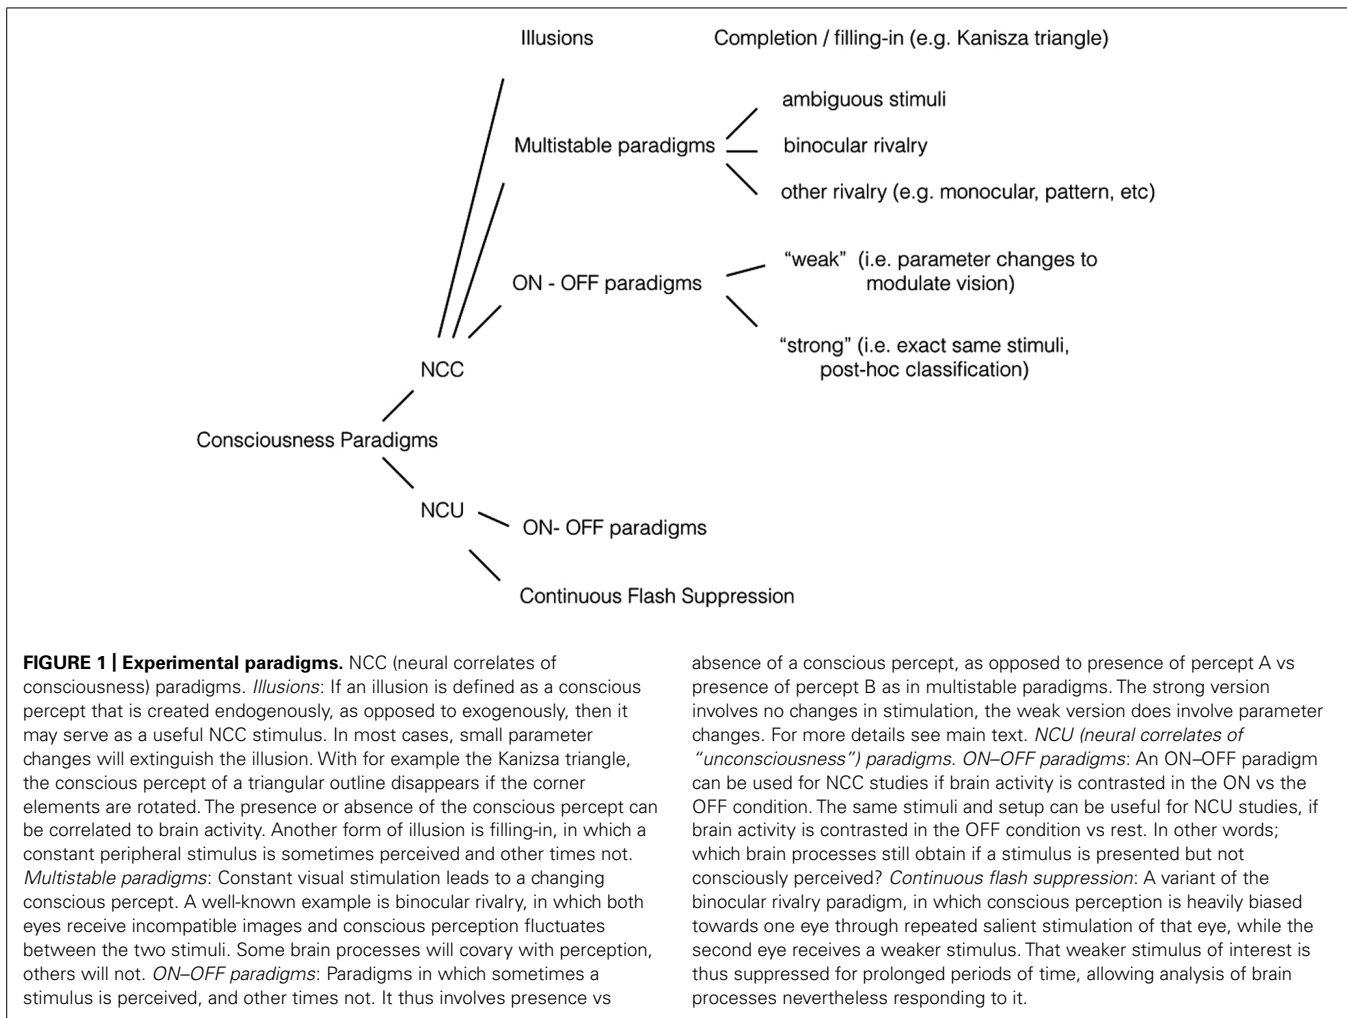 Illusions
Completion / filling-in (e.g. Kanisza triangle)
ambiguous stimuli
Multistable paradigms
binocular rivalry
other rivalry (e.g. monocular, pattern, etc)
"weak" (i.e. parameter changes to
modulate vision)
ON - OFF paradigms
"strong" (i.e. exact same stimuli,
post-hoc classification)
NCC
Consciousness Paradigms
NCU
ON- OFF paradigms
Continuous Flash Suppression
FIGURE 1 | Experimental paradigms. NCC (neural correlates of
consciousness) paradigms. Illusions: If an illusion is defined as a conscious
percept that is created endogenously, as opposed to exogenously, then it
may serve as a useful NCC stimulus. In most cases, small parameter
changes will extinguish the illusion. With for example the Kanizsa triangle,
the conscious percept of a triangular outline disappears if the corner
elements are rotated. The presence or absence of the conscious percept can
be correlated to brain activity. Another form of illusion is filling-in, in which a
constant peripheral stimulus is sometimes perceived and other times not.
Multistable paradigms: Constant visual stimulation leads to a changing
conscious percept. A well-known example is binocular rivalry, in which both
eyes receive incompatible images and conscious perception fluctuates
between the two stimuli. Some brain processes will covary with perception,
others will not. ON–OFF paradigms: Paradigms in which sometimes a
stimulus is perceived, and other times not. It thus involves presence vs
absence of a conscious percept, as opposed to presence of percept A vs
presence of percept B as in multistable paradigms. The strong version
involves no changes in stimulation, the weak version does involve parameter
changes. For more details see main text. NCU (neural correlates of
"unconsciousness") paradigms. ON–OFF paradigms: An ON–OFF paradigm
can be used for NCC studies if brain activity is contrasted in the ON vs the
OFF condition. The same stimuli and setup can be useful for NCU studies, if
brain activity is contrasted in the OFF condition vs rest. In other words;
which brain processes still obtain if a stimulus is presented but not
consciously perceived? Continuous flash suppression: A variant of the
binocular rivalry paradigm, in which conscious perception is heavily biased
towards one eye through repeated salient stimulation of that eye, while the
second eye receives a weaker stimulus. That weaker stimulus of interest is
thus suppressed for prolonged periods of time, allowing analysis of brain
processes nevertheless responding to it.